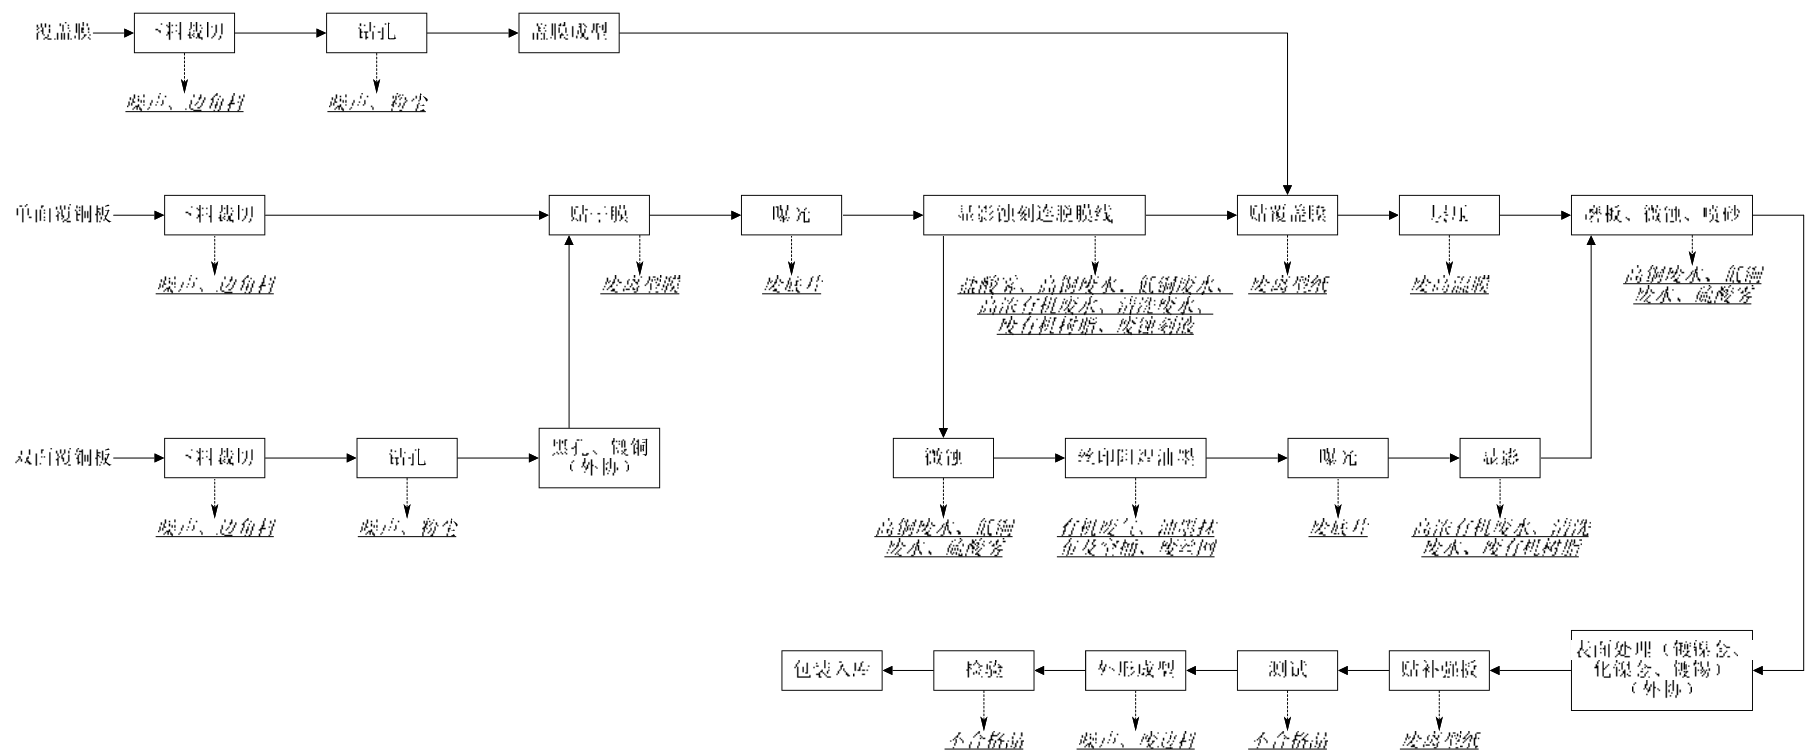 覆盖膜
下料裁切
钻孔
盖膜成型
噪声、边角料
噪声、粉尘
单面覆铜板
下料裁切
贴干膜
曝光
显影蚀刻连脱膜线
贴覆盖膜
层压
磨板、微蚀、喷砂
噪声、边角料
废离型膜
废底片
盐酸雾、高铜废水、低铜废水、
高浓有机废水、清洗废水、
废有机树脂、废蚀刻液
废离型纸
废高温膜
高铜废水、低铜
废水、硫酸雾
双面覆铜板
下料裁切
钻孔
黑孔、镀铜
（外协）
微蚀
丝印阻焊油墨
曝光
显影
噪声、边角料
噪声、粉尘
高铜废水、低铜
废水、硫酸雾
有机废气、油墨抹
布及空桶、废丝网
废底片
高浓有机废水、清洗
废水、废有机树脂
包装入库
检验
外形成型
测试
贴补强板
表面处理（镀镍金、
化镍金、镀锡）
（外协）
不合格品
噪声、废边料
不合格品
废离型纸